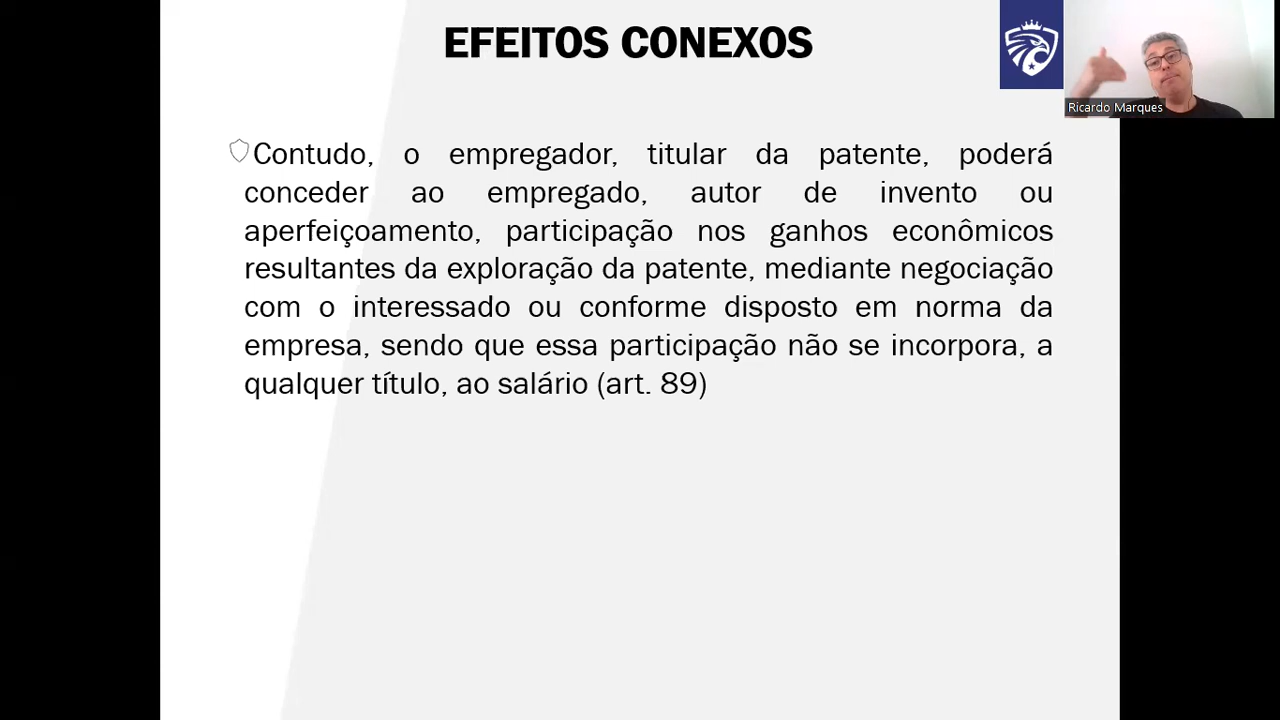 EFEITOS CONEXOS
Ricardo Marques
Contudo, o empregador, titular da patente, poderá
conceder ao empregado, autor de invento ou
aperfeiçoamento, participação nos ganhos econômicos
resultantes da exploração da patente, mediante negociação
com o interessado ou conforme disposto em norma da
empresa, sendo que essa participação não se incorpora, a
qualquer título, ao salário (art. 89)